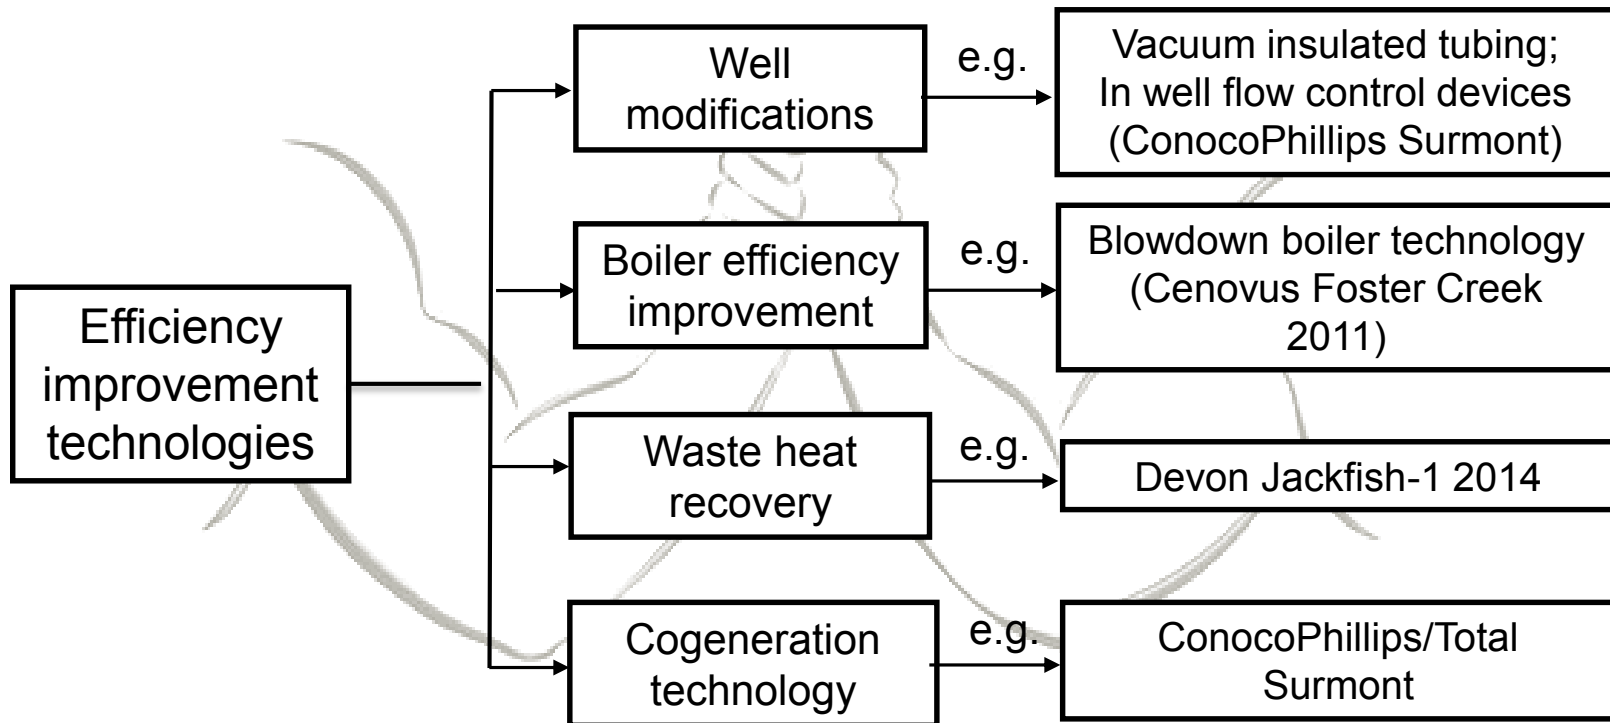 Efficiency
improvement
technologies
Well
modifications
e.g.
Vacuum insulated tubing;
In well flow control devices
(ConocoPhillips Surmont)
Boiler efficiency
improvement
e.g.
Blowdown boiler technology
(Cenovus Foster Creek
2011)
Waste heat
recovery
e.g.
Devon Jackfish-1 2014
Cogeneration
technology
e.g.
ConocoPhillips/Total
Surmont